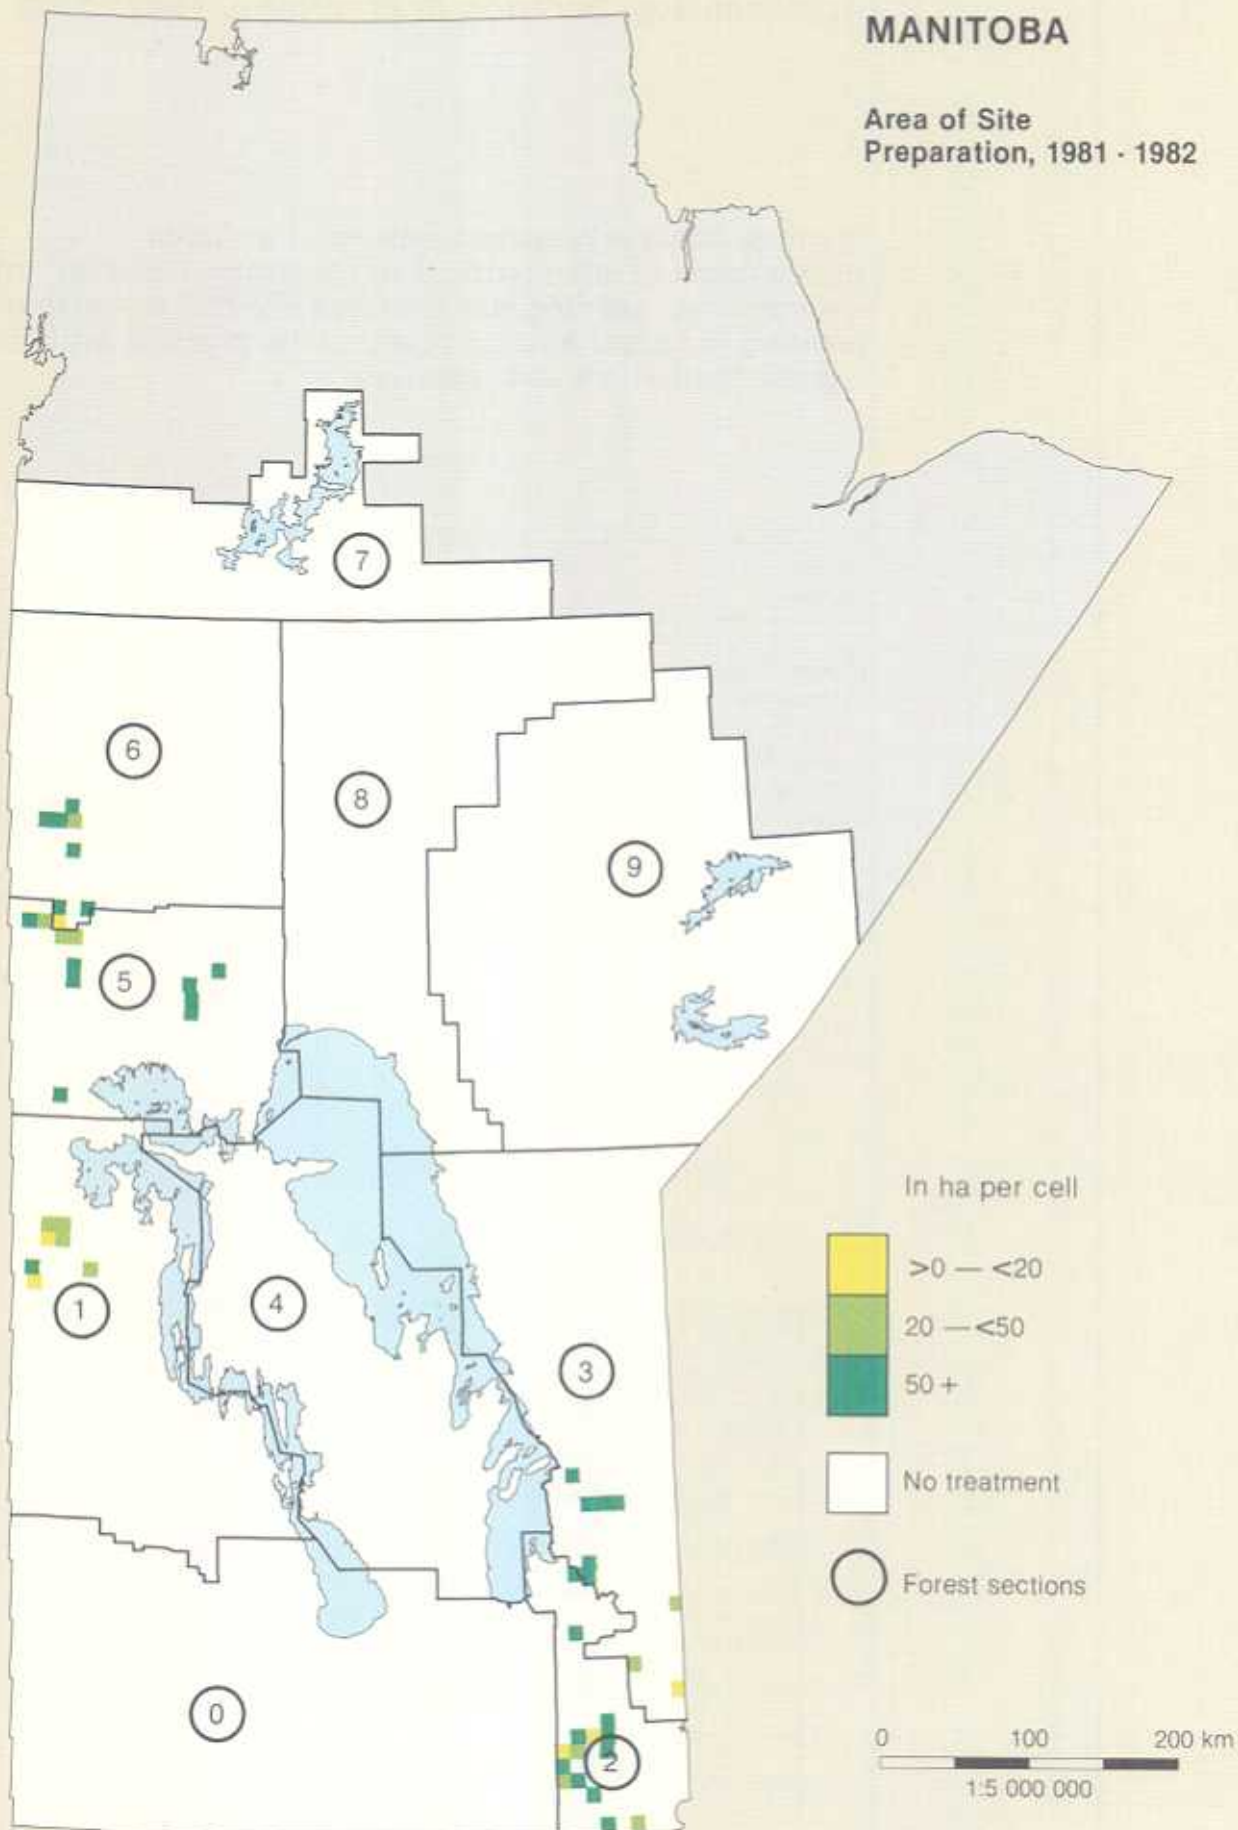 MANITOBA
Area of Site
Preparation, 1981 - 1982
7
6
8
9
5
In ha per cell
>0 — <20
1
4
20 — <50
3
50 +
No treatment
Forest sections
0
2
0 100 200 km
1:5 000 000